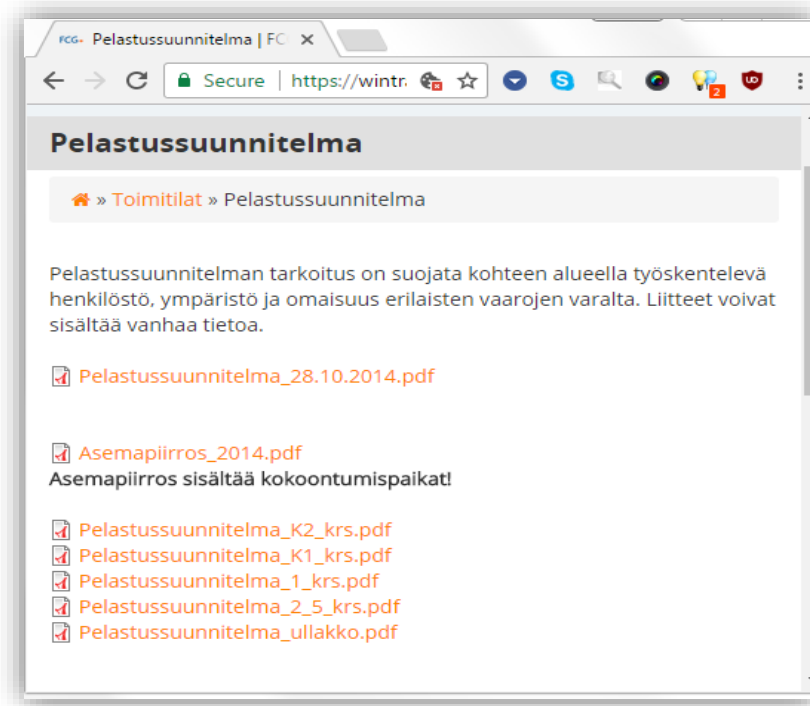 FCG Pelastussuunnitelma | FC
Secure | https://wintr
2
Pelastussuunnitelma
» Toimitilat » Pelastussuunnitelma
Pelastussuunnitelman tarkoitus on suojata kohteen alueella työskentelevä
henkilöstö, ympäristö ja omaisuus erilaisten vaarojen varalta. Liitteet voivat
sisältää vanhaa tietoa.
Pelastussuunnitelma_28.10.2014.pdf
Asemapiirros_2014.pdf
Asemapiirros sisältää kokoontumispaikat!
Pelastussuunnitelma_K2_krs.pdf
Pelastussuunnitelma_K1_krs.pdf
Pelastussuunnitelma_1_krs.pdf
Pelastussuunnitelma_2_5_krs.pdf
Pelastussuunnitelma_ullakko.pdf